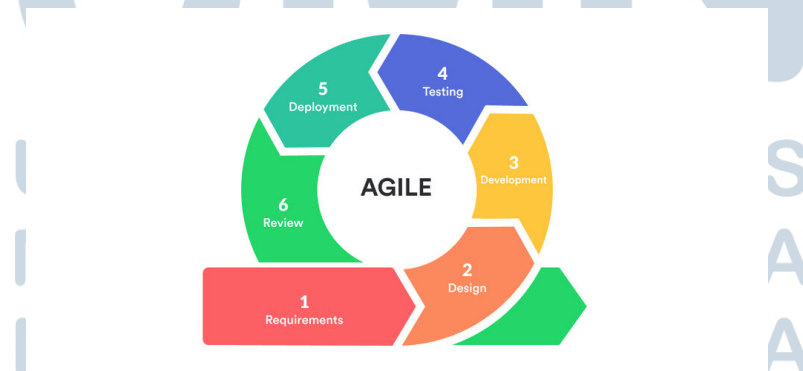 AGILE
1
Requirements
2
Design
3
Development
4
Testing
5
Deployment
6
Review